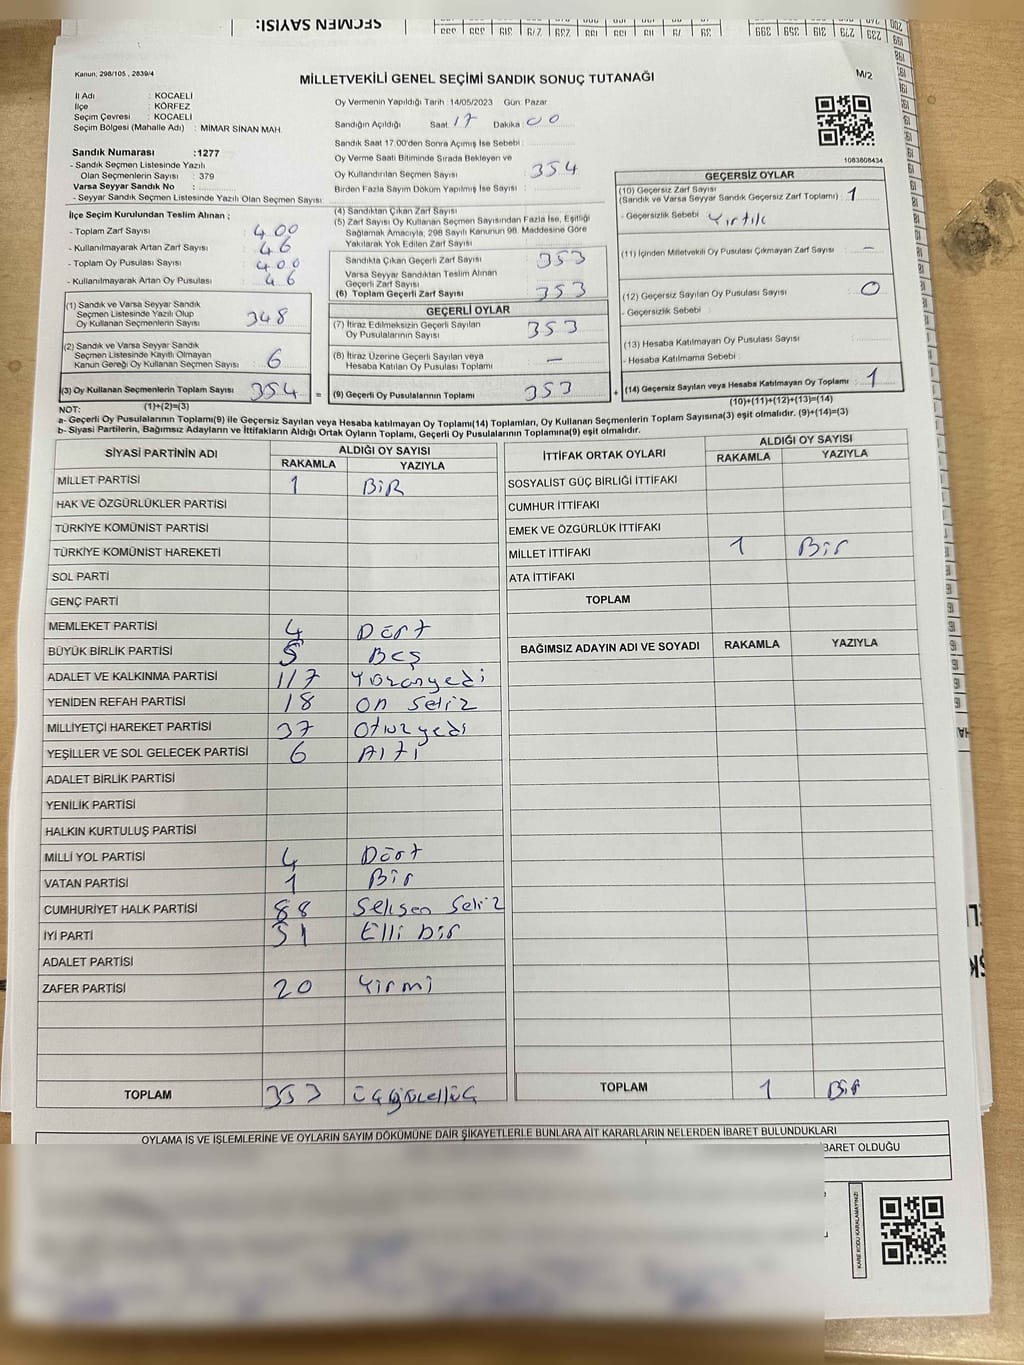 SEÇMEN SAYISI:
Kanun: 298/105 , 2839/4
MİLLETVEKİLİ GENEL SEÇİMİ SANDIK SONUÇ TUTANAĞI
M/2
İl Adı : KOCAELİ
İlçe : KÖRFEZ
Seçim Çevresi : KOCAELİ
Seçim Bölgesi (Mahalle Adı) : MİMAR SİNAN MAH.
Oy Vermenin Yapıldığı Tarih : 14/05/2023 Gün: Pazar
Sandığın Açıldığı Saat: 17 Dakika: 00
Sandık Saat 17.00'den Sonra Açımış İse Sebebi :
Oy Verme Saati Bitiminde Sırada Bekleyen ve
Oy Kullandırılan Seçmen Sayısı : 354
Birden Fazla Sayım Döküm Yapılmış İse Sayısı :
1083808434
Sandık Numarası :1277
- Sandık Seçmen Listesinde Yazılı
Olan Seçmenlerin Sayısı : 379
Varsa Seyyar Sandık No :
- Seyyar Sandık Seçmen Listesinde Yazılı Olan Seçmen Sayısı:
İlçe Seçim Kurulundan Teslim Alınan ;
- Toplam Zarf Sayısı : 400
- Kullanılmayarak Artan Zarf Sayısı : 46
- Toplam Oy Pusulası Sayısı : 400
- Kullanılmayarak Artan Oy Pusulası : 46
(1) Sandık ve Varsa Seyyar Sandık
Seçmen Listesinde Yazılı Olup
Oy Kullanan Seçmenlerin Sayısı : 348
(2) Sandık ve Varsa Seyyar Sandık
Seçmen Listesinde Kayıtlı Olmayan
Kanun Gereği Oy Kullanan Seçmen Sayısı : 6
(3) Oy Kullanan Seçmenlerin Toplam Sayısı : 354
(1)+(2)=(3)
(4) Sandıktan Çıkan Zarf Sayısı
(5) Zarf Sayısı Oy Kullanan Seçmen Sayısından Fazla İse, Eşitliği
Sağlamak Amacıyla, 298 Sayılı Kanunun 98. Maddesine Göre
Yakılarak Yok Edilen Zarf Sayısı
Sandıkta Çıkan Geçerli Zarf Sayısı : 353
Varsa Seyyar Sandıktan Teslim Alınan
Geçerli Zarf Sayısı
(6) Toplam Geçerli Zarf Sayısı : 353
GEÇERLİ OYLAR
(7) İtiraz Edilmeksizin Geçerli Sayılan
Oy Pusulalarının Sayısı : 353
(8) İtiraz Üzerine Geçerli Sayılan veya
Hesaba Katılan Oy Pusulası Toplamı : -
= (9) Geçerli Oy Pusulalarının Toplamı : 353
GEÇERSİZ OYLAR
(10) Geçersiz Zarf Sayısı
(Sandık ve Varsa Seyyar Sandık Geçersiz Zarf Toplamı) : 1
- Geçersizlik Sebebi : Yırtık
(11) İçinden Milletvekili Oy Pusulası Çıkmayan Zarf Sayısı : -
(12) Geçersiz Sayılan Oy Pusulası Sayısı : 0
- Geçersizlik Sebebi :
(13) Hesaba Katılmayan Oy Pusulası Sayısı :
- Hesaba Katılmama Sebebi :
+ (14) Geçersiz Sayılan veya Hesaba Katılmayan Oy Toplamı : 1
(10)+(11)+(12)+(13)=(14)
NOT:
a- Geçerli Oy Pusulalarının Toplamı(9) ile Geçersiz Sayılan veya Hesaba katılmayan Oy Toplamı(14) Toplamları, Oy Kullanan Seçmenlerin Toplam Sayısına(3) eşit olmalıdır. (9)+(14)=(3)
b- Siyasi Partilerin, Bağımsız Adayların ve İttifakların Aldığı Ortak Oyların Toplamı, Geçerli Oy Pusulalarının Toplamına(9) eşit olmalıdır.
SİYASİ PARTİNİN ADI ALDIĞI OY SAYISI
RAKAMLA YAZIYLA
MİLLET PARTİSİ 1 BİR
HAK VE ÖZGÜRLÜKLER PARTİSİ
TÜRKİYE KOMÜNİST PARTİSİ
TÜRKİYE KOMÜNİST HAREKETİ
SOL PARTİ
GENÇ PARTİ
MEMLEKET PARTİSİ 4 Dört
BÜYÜK BİRLİK PARTİSİ 5 Beş
ADALET VE KALKINMA PARTİSİ 117 Yüzonyedi
YENİDEN REFAH PARTİSİ 18 On Sekiz
MİLLİYETÇİ HAREKET PARTİSİ 37 Otuzyedi
YEŞİLLER VE SOL GELECEK PARTİSİ 6 Altı
ADALET BİRLİK PARTİSİ
YENİLİK PARTİSİ
HALKIN KURTULUŞ PARTİSİ
MİLLİ YOL PARTİSİ 4 Dört
VATAN PARTİSİ 1 Bir
CUMHURİYET HALK PARTİSİ 88 Seksen Sekiz
İYİ PARTİ 51 Elli bir
ADALET PARTİSİ
ZAFER PARTİSİ 20 Yirmi
TOPLAM 353 üçyüzelliüç
İTTİFAK ORTAK OYLARI ALDIĞI OY SAYISI
RAKAMLA YAZIYLA
SOSYALİST GÜÇ BİRLİĞİ İTTİFAKI
CUMHUR İTTİFAKI
EMEK VE ÖZGÜRLÜK İTTİFAKI
MİLLET İTTİFAKI 1 Bir
ATA İTTİFAKI
TOPLAM
BAĞIMSIZ ADAYIN ADI VE SOYADI RAKAMLA YAZIYLA
TOPLAM 1 Bir
OYLAMA İŞ VE İŞLEMLERİNE VE OYLARIN SAYIM DÖKÜMÜNE DAİR ŞİKAYETLERLE BUNLARA AİT KARARLARIN NELERDEN İBARET BULUNDUKLARI
İBARET OLDUĞU
KARE KODU KARALAMAYINIZ!